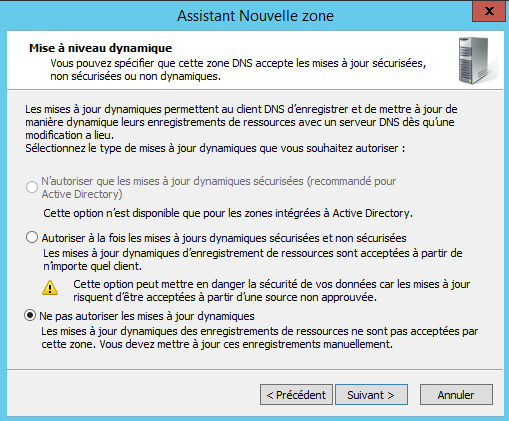 Assistant Nouvelle zone
x
Mise à niveau dynamique
Vous pouvez spécifier que cette zone DNS accepte les mises à jour sécurisées,
non sécurisées ou non dynamiques.
Les mises à jour dynamiques permettent au client DNS d'enregistrer et de mettre à jour de
manière dynamique leurs enregistrements de ressources avec un serveur DNS dès qu'une
modification a lieu.
Sélectionnez le type de mises à jour dynamiques que vous souhaitez autoriser :
N'autoriser que les mises à jour dynamiques sécurisées (recommandé pour
Active Directory)
Cette option n'est disponible que pour les zones intégrées à Active Directory.
Autoriser à la fois les mises à jours dynamiques sécurisées et non sécurisées
Les mises à jour dynamiques d'enregistrement de ressources sont acceptées à partir de
n'importe quel client.
Cette option peut mettre en danger la sécurité de vos données car les mises à jour
risquent d'être acceptées à partir d'une source non approuvée.
Ne pas autoriser les mises à jour dynamiques
Les mises à jour dynamiques des enregistrements de ressources ne sont pas acceptées par
cette zone. Vous devez mettre à jour ces enregistrements manuellement.
< Précédent Suivant > Annuler